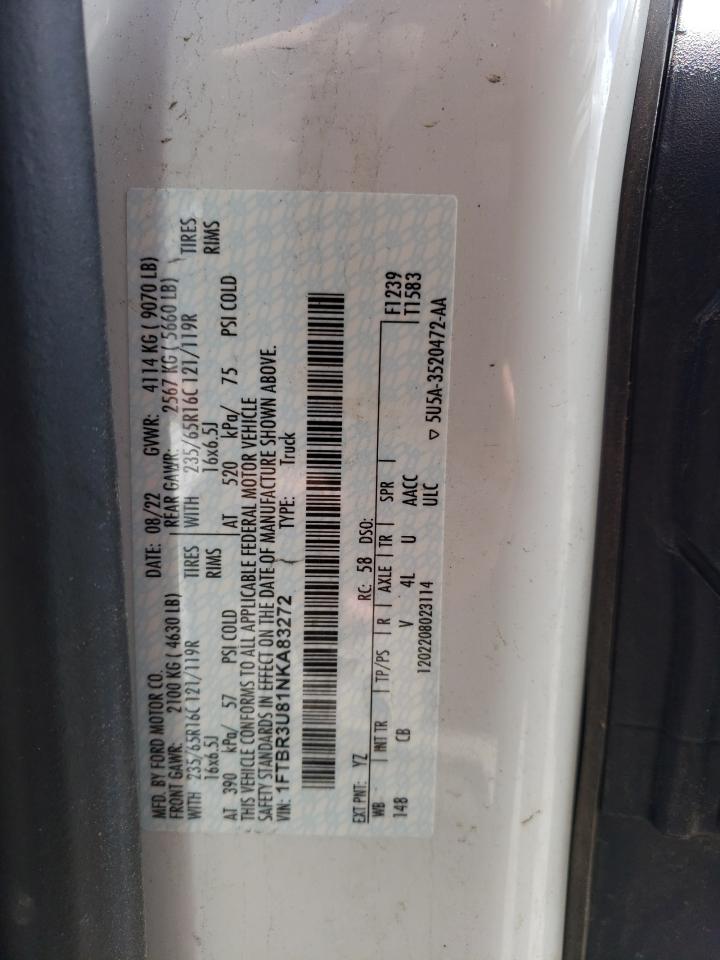 MFD. BY FORD MOTOR CO. DATE: 08/22 GVWR: 4114 KG ( 9070 LB)
FRONT GAWR: 2100 KG ( 4630 LB) REAR GAWR: 2567 KG ( 5660 LB)
WITH 235/65R16C 121/119R TIRES WITH 235/65R16C 121/119R TIRES
16x6.5J RIMS 16x6.5J RIMS
AT 390 kPa/ 57 PSI COLD AT 520 kPa/ 75 PSI COLD
THIS VEHICLE CONFORMS TO ALL APPLICABLE FEDERAL MOTOR VEHICLE
SAFETY STANDARDS IN EFFECT ON THE DATE OF MANUFACTURE SHOWN ABOVE.
VIN: 1FTBR3U81NKA83272 TYPE: Truck
EXT PNT: YZ RC: 58 DSO:
WB INT TR TP/PS R AXLE TR SPR F1239
148 CB V 4L U AACC T1583
1202208023114 ULC
▽ 5U5A-3520472-AA